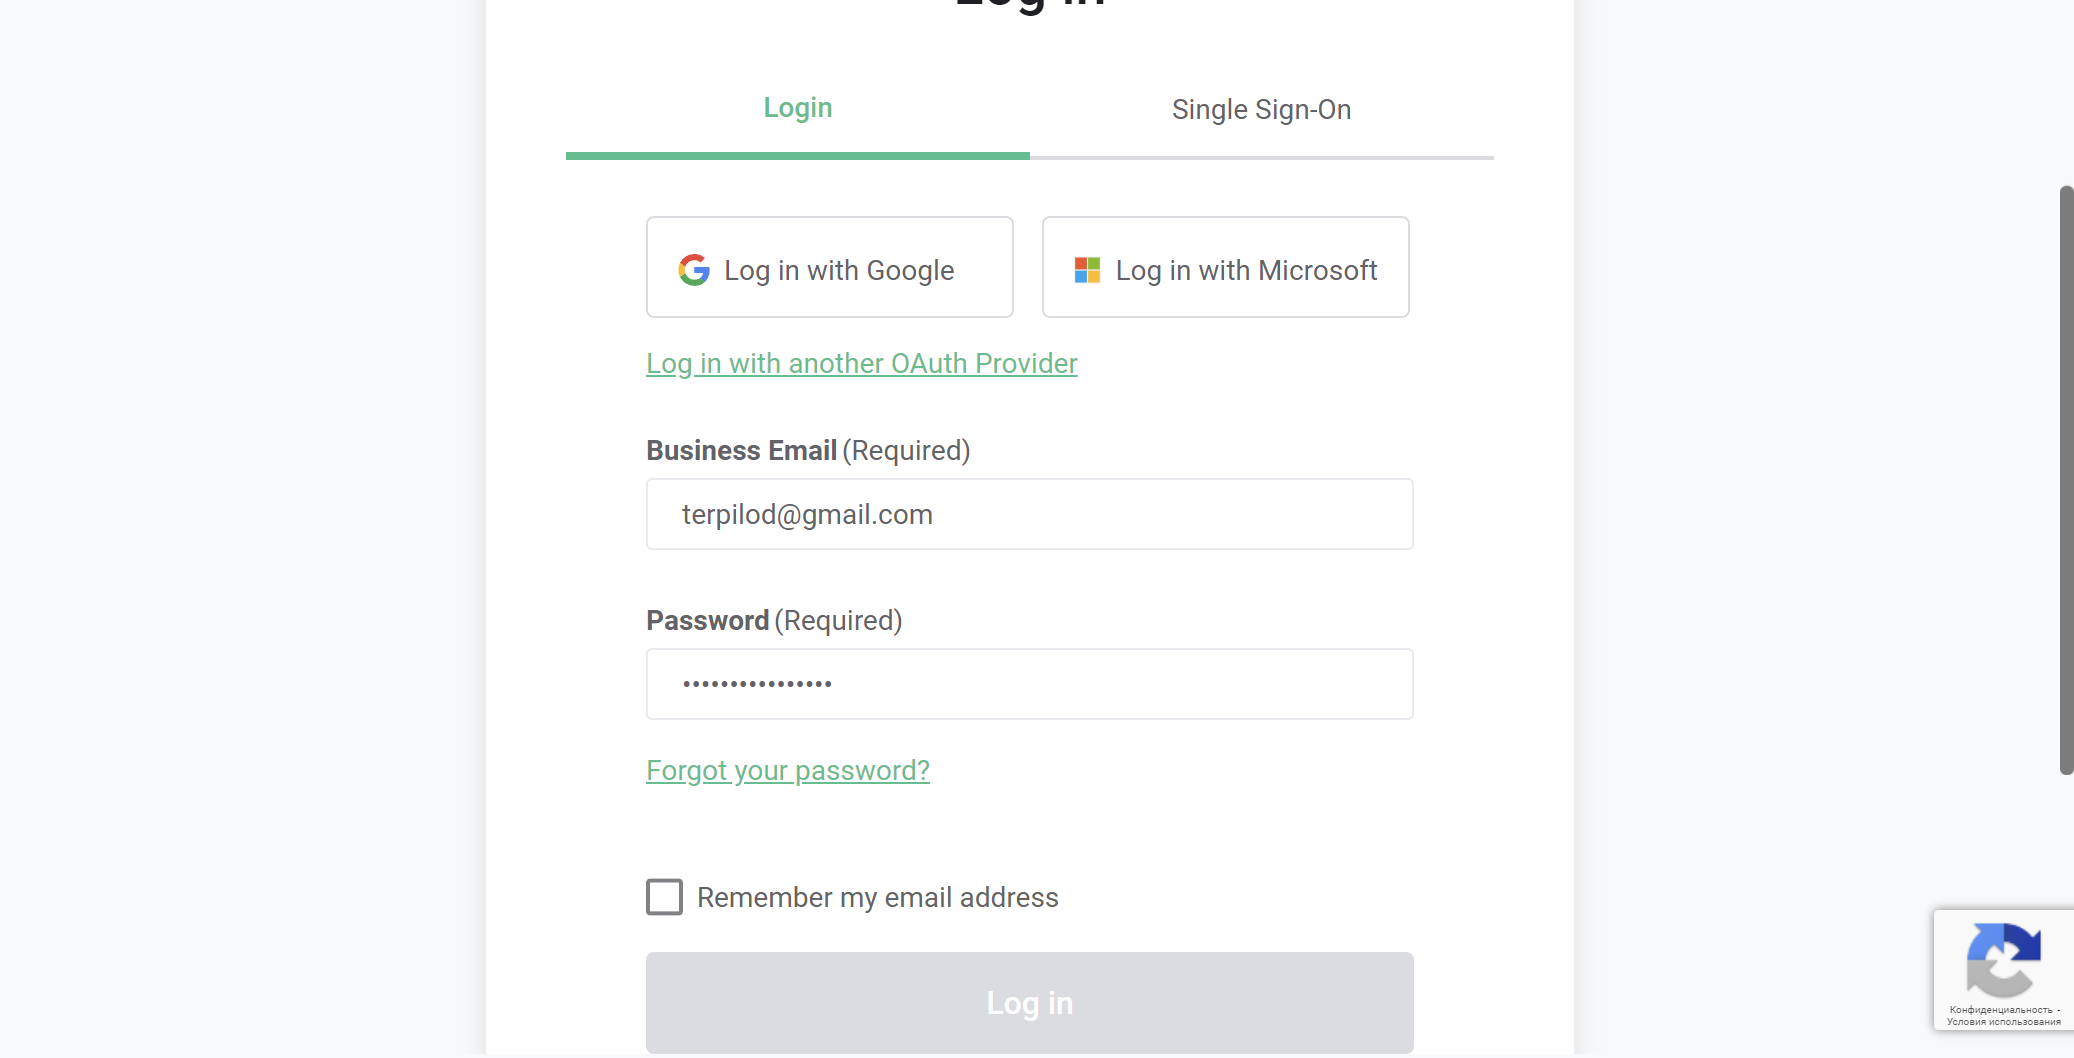 Log in
Login
Single Sign-On
Log in with Google
Log in with Microsoft
Log in with another OAuth Provider
Business Email (Required)
terpilod@gmail.com
Password (Required)
••••••••••••••••
Forgot your password?
Remember my email address
Log in
Конфиденциальность -
Условия использования